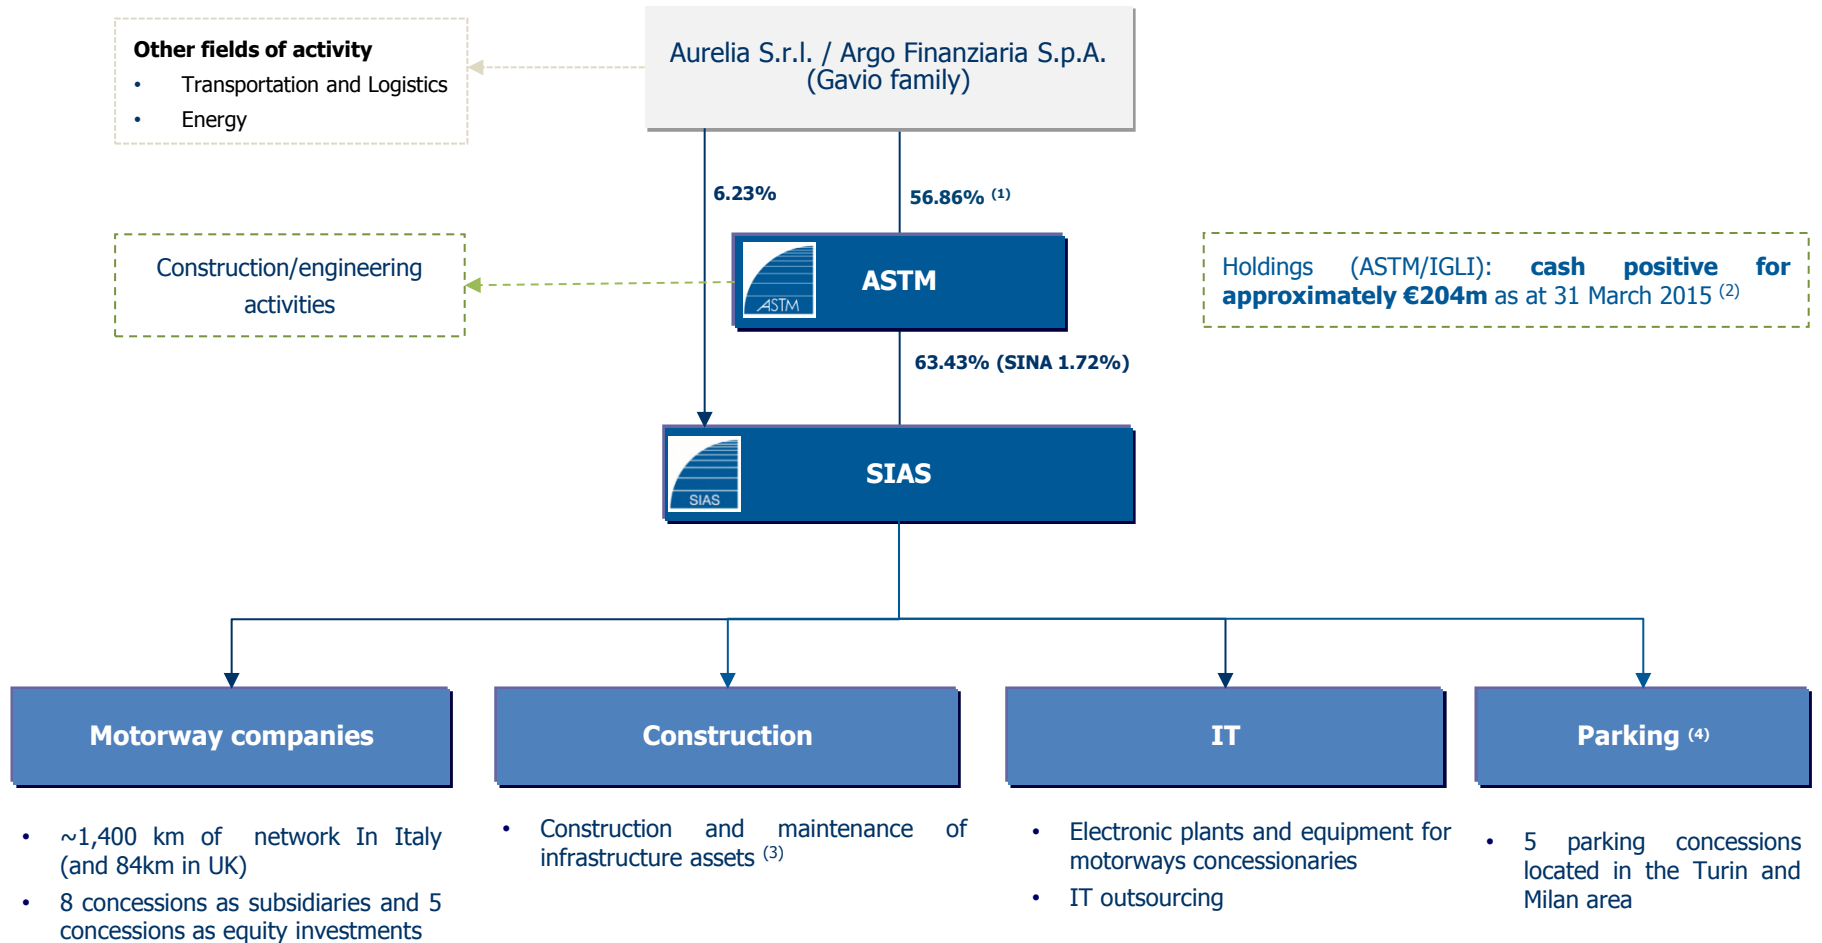 Other fields of activity
• Transportation and Logistics
• Energy
Aurelia S.r.l. / Argo Finanziaria S.p.A.
(Gavio family)
6.23%
56.86% (1)
Construction/engineering
activities
ASTM
ASTM
Holdings (ASTM/IGLI): cash positive for
approximately €204m as at 31 March 2015 (2)
63.43% (SINA 1.72%)
SIAS
SIAS
Motorway companies
Construction
IT
Parking (4)
• ~1,400 km of network In Italy
(and 84km in UK)
• 8 concessions as subsidiaries and 5
concessions as equity investments
• Construction and maintenance of
infrastructure assets (3)
• Electronic plants and equipment for
motorways concessionaries
• IT outsourcing
• 5 parking concessions
located in the Turin and
Milan area